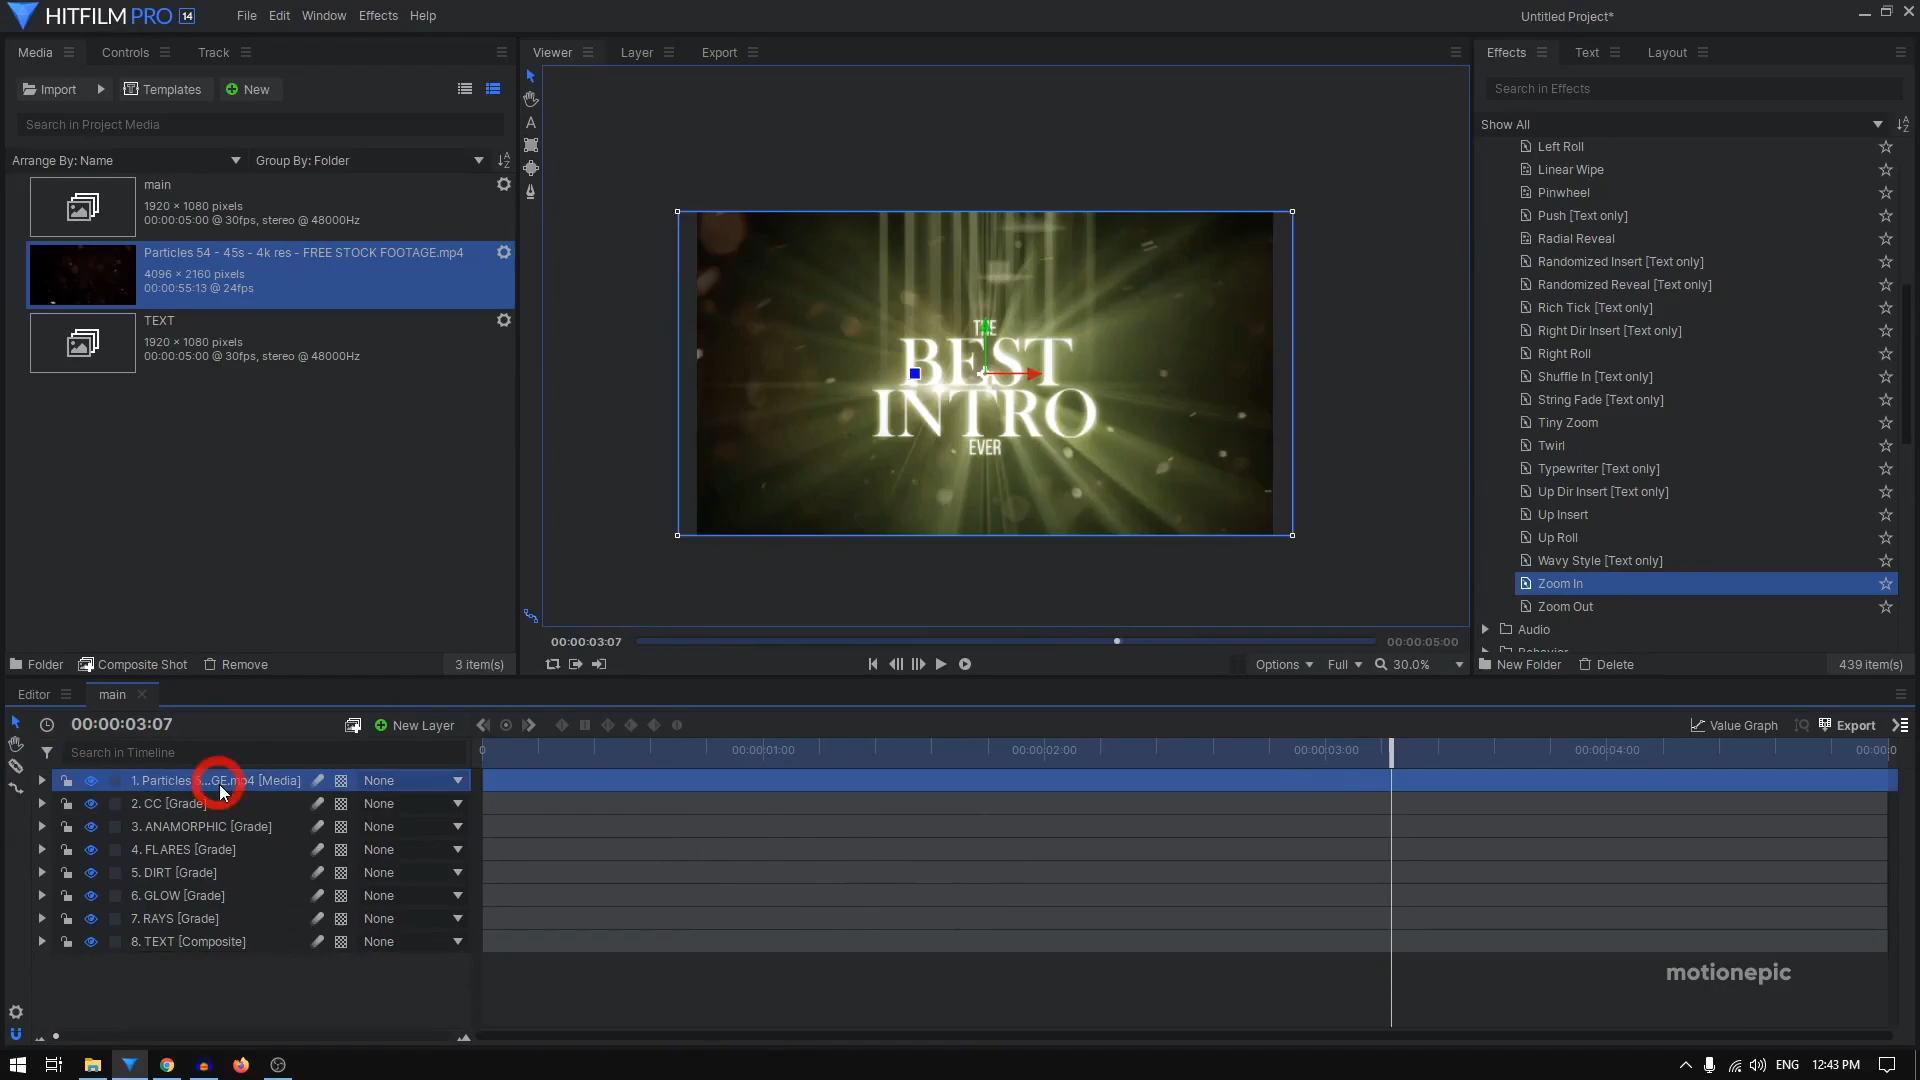 HITFILM PRO 14
File Edit Window Effects Help
Untitled Project*
Media Controls Track
Viewer Layer Export
Effects Text Layout
Import Templates New
Search in Project Media
Arrange By: Name Group By: Folder
main
1920 × 1080 pixels
00:00:05:00 @ 30fps, stereo @ 48000Hz
Particles 54 - 45s - 4k res - FREE STOCK FOOTAGE.mp4
4096 × 2160 pixels
00:00:55:13 @ 24fps
TEXT
1920 × 1080 pixels
00:00:05:00 @ 30fps, stereo @ 48000Hz
Folder Composite Shot Remove 3 item(s)
THE
BEST
INTRO
EVER
00:00:03:07 00:00:05:00
Options Full 30.0%
Search in Effects
Show All
Left Roll
Linear Wipe
Pinwheel
Push [Text only]
Radial Reveal
Randomized Insert [Text only]
Randomized Reveal [Text only]
Rich Tick [Text only]
Right Dir Insert [Text only]
Right Roll
Shuffle In [Text only]
String Fade [Text only]
Tiny Zoom
Twirl
Typewriter [Text only]
Up Dir Insert [Text only]
Up Insert
Up Roll
Wavy Style [Text only]
Zoom In
Zoom Out
Audio
New Folder Delete 439 item(s)
Editor main
00:00:03:07 New Layer Value Graph Export
Search in Timeline
0 00:00:01:00 00:00:02:00 00:00:03:00 00:00:04:00 00:00:0
1. Particles 5...GE.mp4 [Media] None
2. CC [Grade] None
3. ANAMORPHIC [Grade] None
4. FLARES [Grade] None
5. DIRT [Grade] None
6. GLOW [Grade] None
7. RAYS [Grade] None
8. TEXT [Composite] None
motionepic
ENG 12:43 PM